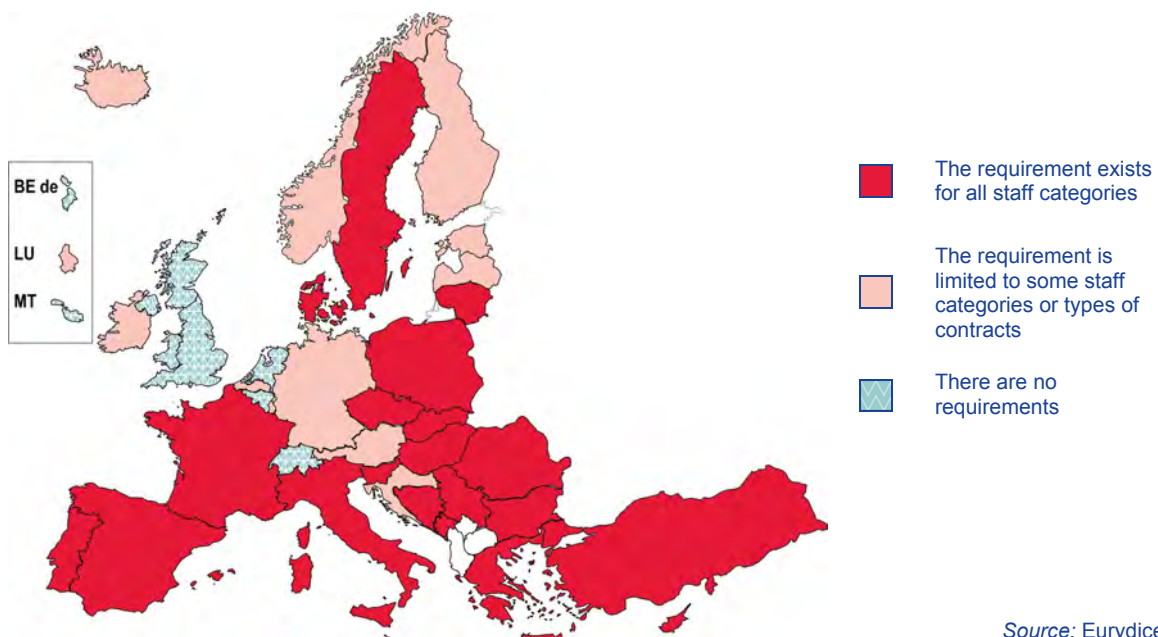 BE de
LU
MT
The requirement exists
for all staff categories
The requirement is
limited to some staff
categories or types of
contracts
There are no
requirements
Source: Eurydice